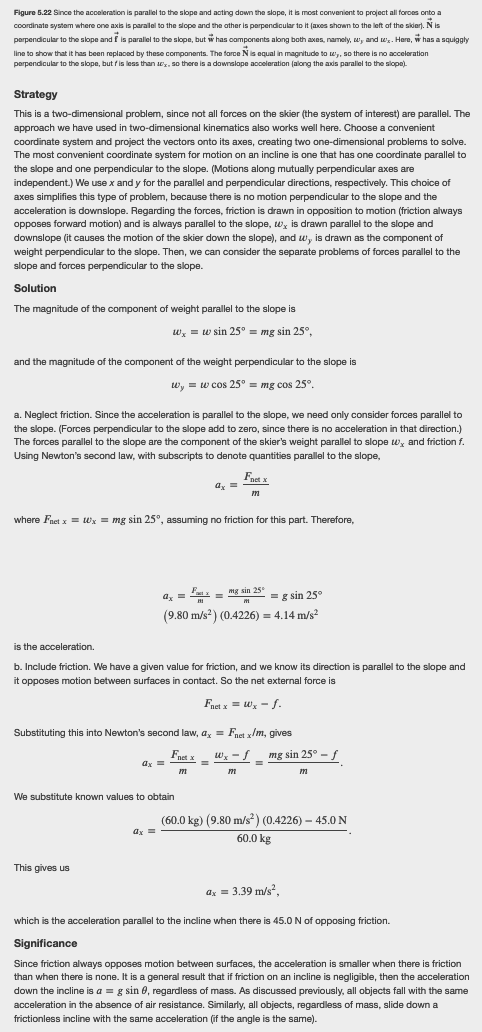 Figure 5.22 Since the acceleration is parallel to the slope and acting down the slope, it is most convenient to project all forces onto a
coordinate system where one axis is parallel to the slope and the other is perpendicular to it (axes shown to the left of the skier). N⃗ is
perpendicular to the slope and f⃗ is parallel to the slope, but w⃗ has components along both axes, namely, wy and wx. Here, w⃗ has a squiggly
line to show that it has been replaced by these components. The force N⃗ is equal in magnitude to wy, so there is no acceleration
perpendicular to the slope, but f is less than wx, so there is a downslope acceleration (along the axis parallel to the slope).
Strategy
This is a two-dimensional problem, since not all forces on the skier (the system of interest) are parallel. The
approach we have used in two-dimensional kinematics also works well here. Choose a convenient
coordinate system and project the vectors onto its axes, creating two one-dimensional problems to solve.
The most convenient coordinate system for motion on an incline is one that has one coordinate parallel to
the slope and one perpendicular to the slope. (Motions along mutually perpendicular axes are
independent.) We use x and y for the parallel and perpendicular directions, respectively. This choice of
axes simplifies this type of problem, because there is no motion perpendicular to the slope and the
acceleration is downslope. Regarding the forces, friction is drawn in opposition to motion (friction always
opposes forward motion) and is always parallel to the slope, wx is drawn parallel to the slope and
downslope (it causes the motion of the skier down the slope), and wy is drawn as the component of
weight perpendicular to the slope. Then, we can consider the separate problems of forces parallel to the
slope and forces perpendicular to the slope.
Solution
The magnitude of the component of weight parallel to the slope is
wx = w sin 25° = mg sin 25°,
and the magnitude of the component of the weight perpendicular to the slope is
wy = w cos 25° = mg cos 25°.
a. Neglect friction. Since the acceleration is parallel to the slope, we need only consider forces parallel to
the slope. (Forces perpendicular to the slope add to zero, since there is no acceleration in that direction.)
The forces parallel to the slope are the component of the skier's weight parallel to slope wx and friction f.
Using Newton's second law, with subscripts to denote quantities parallel to the slope,
ax = Fnet x / m
where Fnet x = wx = mg sin 25°, assuming no friction for this part. Therefore,
ax = Fnet x / m = mg sin 25° / m = g sin 25°
(9.80 m/s²) (0.4226) = 4.14 m/s²
is the acceleration.
b. Include friction. We have a given value for friction, and we know its direction is parallel to the slope and
it opposes motion between surfaces in contact. So the net external force is
Fnet x = wx − f.
Substituting this into Newton's second law, ax = Fnet x/m, gives
ax = Fnet x / m = wx − f / m = mg sin 25° − f / m.
We substitute known values to obtain
ax = (60.0 kg) (9.80 m/s²) (0.4226) − 45.0 N / 60.0 kg.
This gives us
ax = 3.39 m/s²,
which is the acceleration parallel to the incline when there is 45.0 N of opposing friction.
Significance
Since friction always opposes motion between surfaces, the acceleration is smaller when there is friction
than when there is none. It is a general result that if friction on an incline is negligible, then the acceleration
down the incline is a = g sin θ, regardless of mass. As discussed previously, all objects fall with the same
acceleration in the absence of air resistance. Similarly, all objects, regardless of mass, slide down a
frictionless incline with the same acceleration (if the angle is the same).